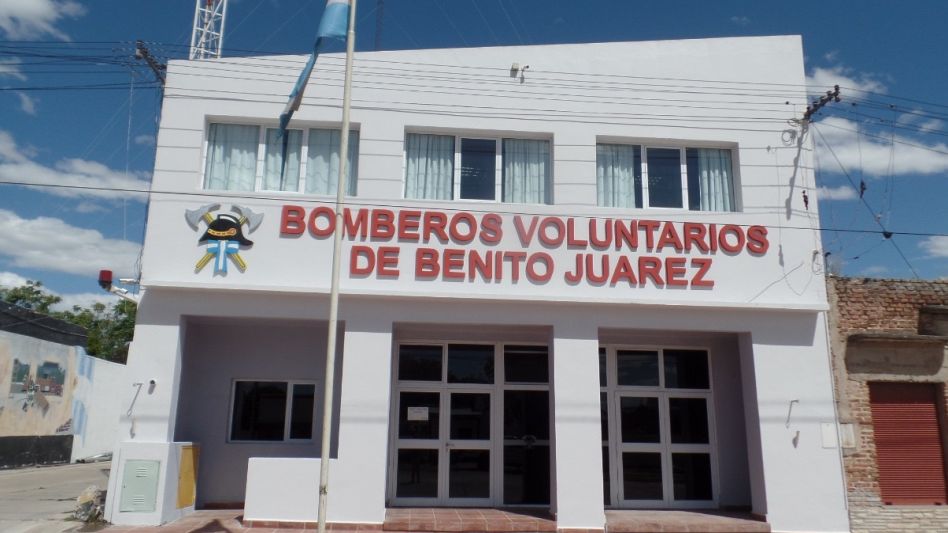 BOMBEROS VOLUNTARIOS
DE BENITO JUAREZ